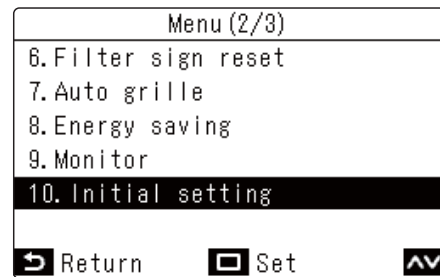 Menu(2/3)
6.Filter sign reset
7.Auto grille
8.Energy saving
9.Monitor
10.Initial setting
Return Set